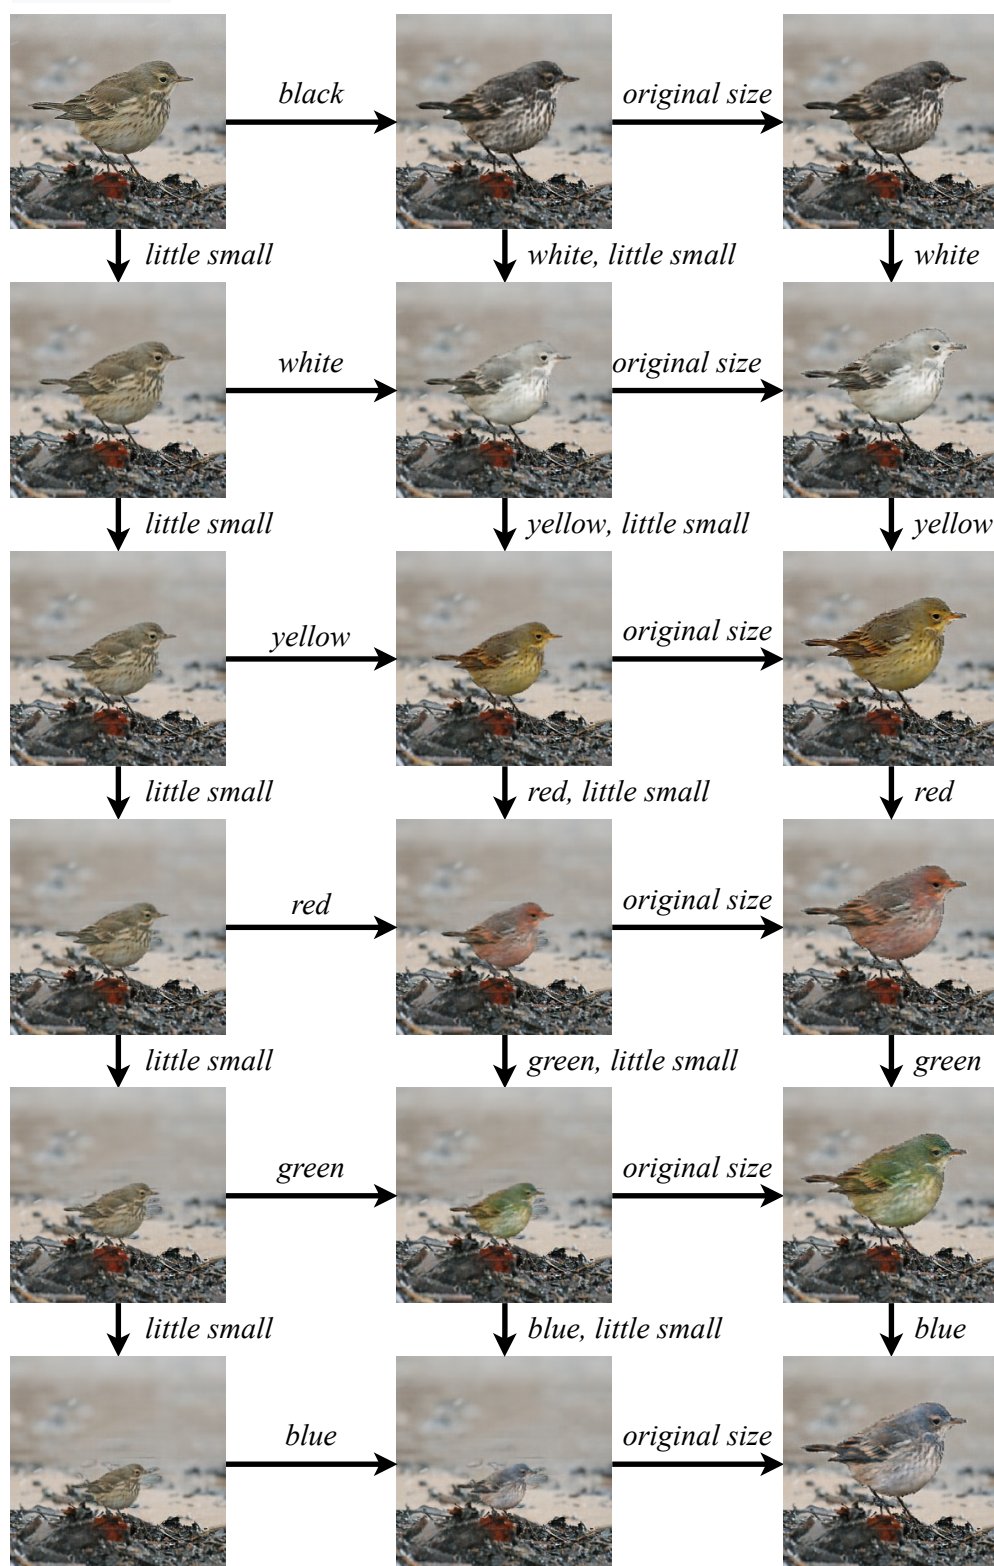 black
original size
little small
white, little small
white
white
original size
little small
yellow, little small
yellow
yellow
original size
little small
red, little small
red
red
original size
little small
green, little small
green
green
original size
little small
blue, little small
blue
blue
original size